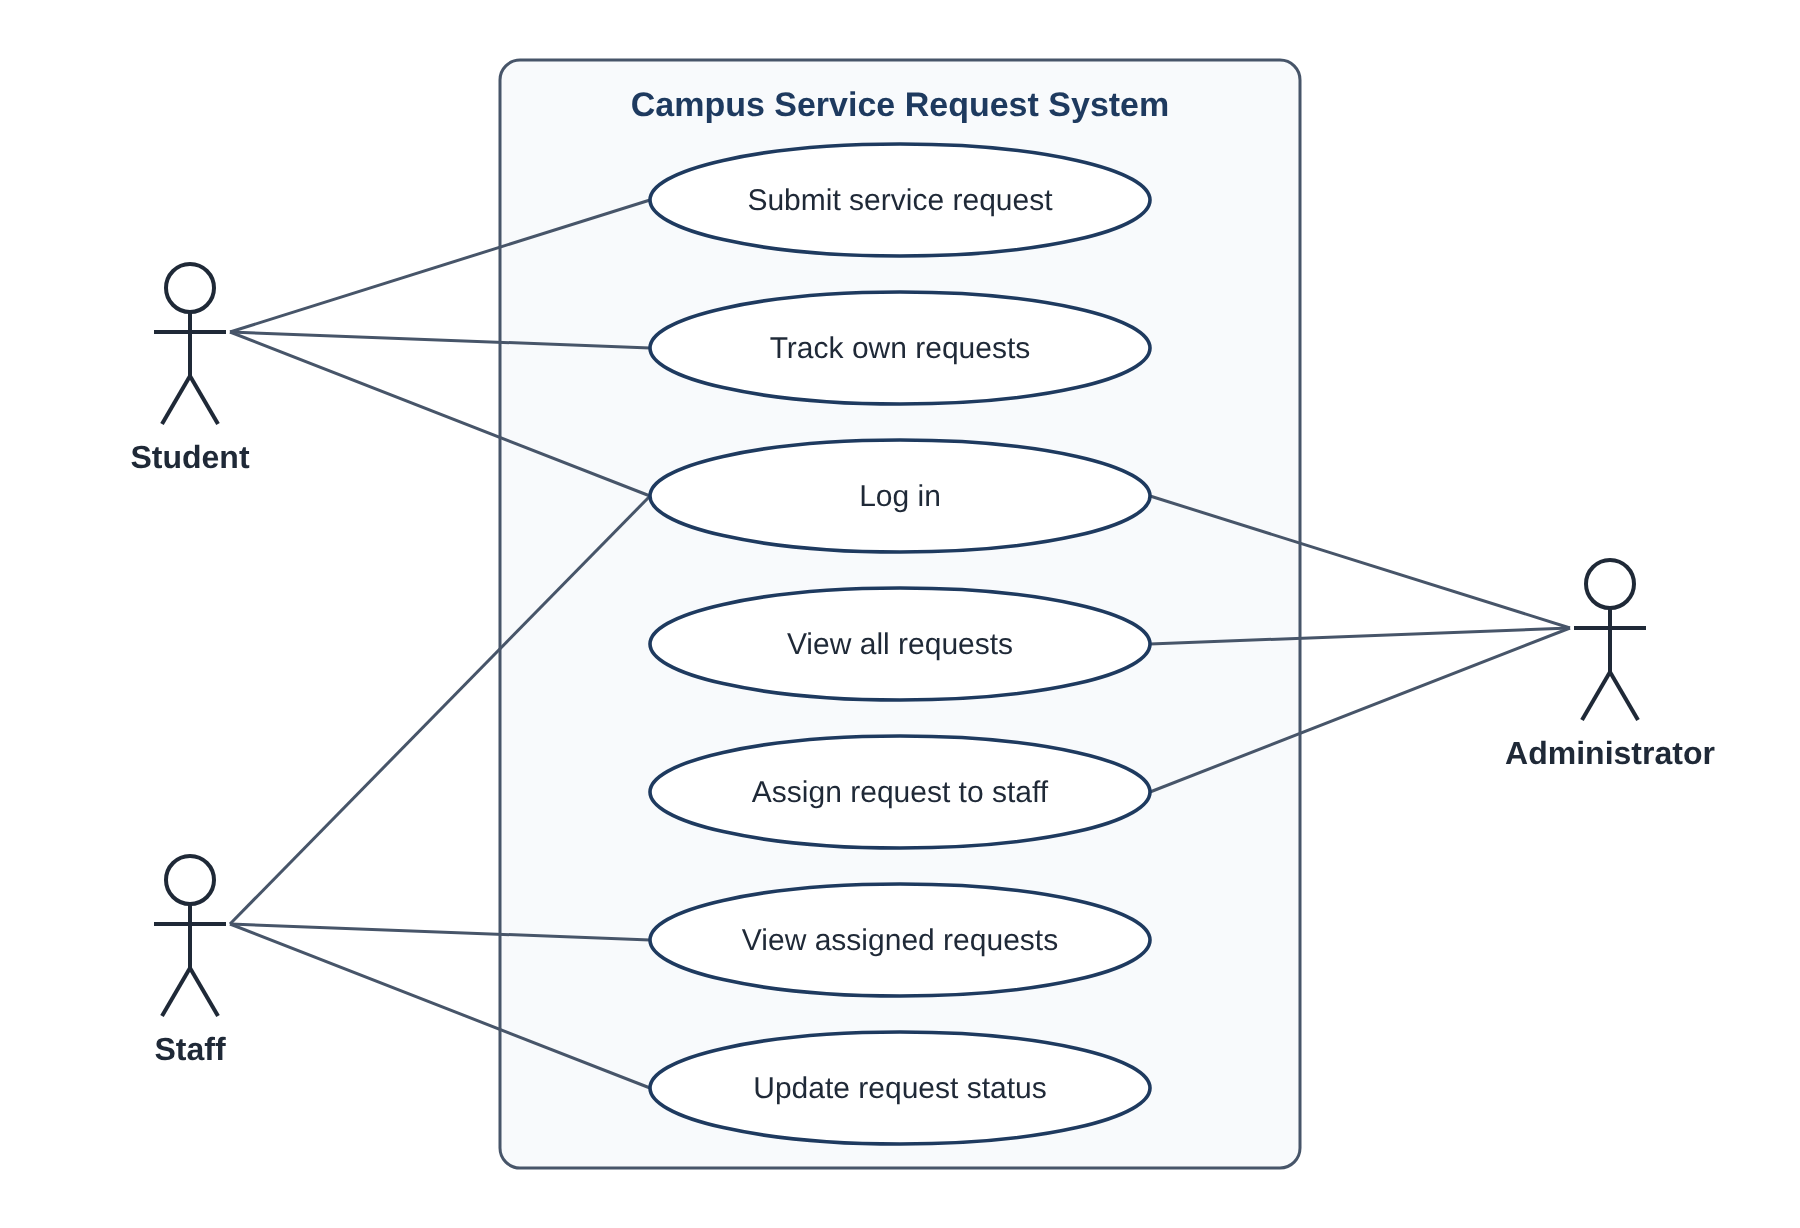 Campus Service Request System
Submit service request
Track own requests
Student
Log in
View all requests
Administrator
Assign request to staff
View assigned requests
Staff
Update request status